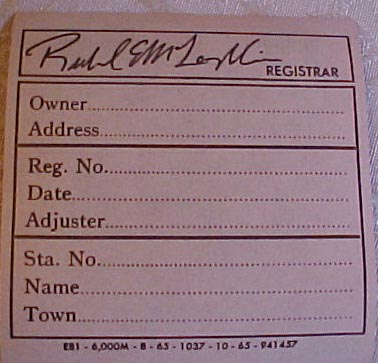 REGISTRAR
Owner
Address
Reg. No.
Date
Adjuster
Sta. No.
Name
Town
EB1 - 6,000M - B - 65 - 1037 - 10 - 65 - 941457